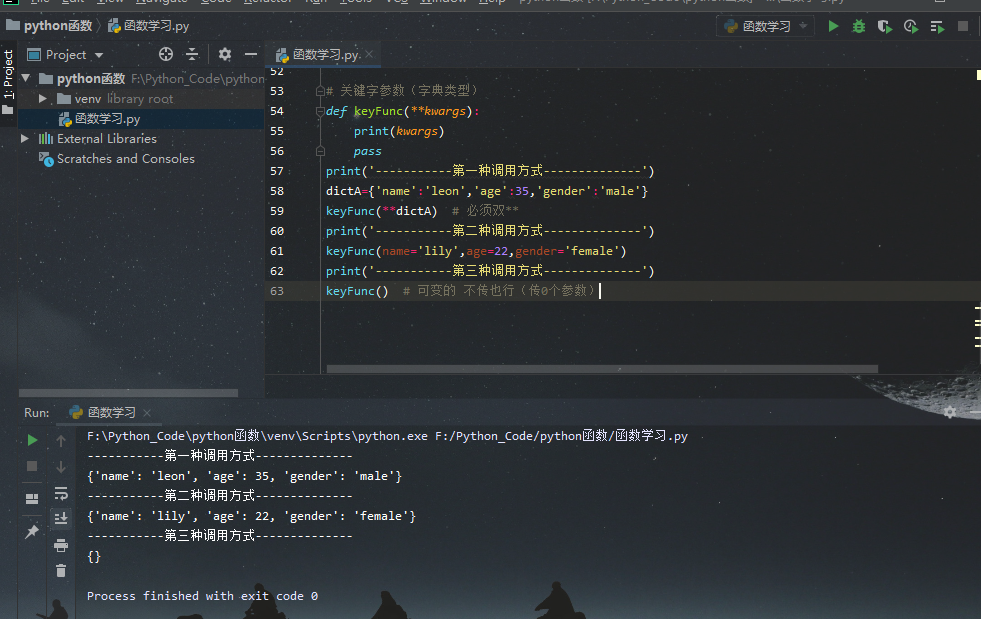 python函数 函数学习.py
函数学习
Project
函数学习.py
1: Project
python函数 F:\Python_Code\python
venv library root
函数学习.py
External Libraries
Scratches and Consoles
52
53 # 关键字参数（字典类型）
54 def keyFunc(**kwargs):
55 print(kwargs)
56 pass
57 print('-----------第一种调用方式--------------')
58 dictA={'name':'leon','age':35,'gender':'male'}
59 keyFunc(**dictA)  # 必须双**
60 print('-----------第二种调用方式--------------')
61 keyFunc(name='lily',age=22,gender='female')
62 print('-----------第三种调用方式--------------')
63 keyFunc()  # 可变的 不传也行（传0个参数）
Run: 函数学习
F:\Python_Code\python函数\venv\Scripts\python.exe F:/Python_Code/python函数/函数学习.py
-----------第一种调用方式--------------
{'name': 'leon', 'age': 35, 'gender': 'male'}
-----------第二种调用方式--------------
{'name': 'lily', 'age': 22, 'gender': 'female'}
-----------第三种调用方式--------------
{}
Process finished with exit code 0